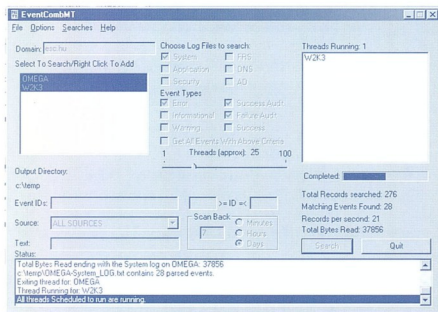 EventCombMT
File Options Searches Help
Domain: esc.hu
Select To Search/Right Click To Add
OMEGA
W2K3
Choose Log Files to search:
System FRS
Application DNS
Security AD
Event Types
Error Success Audit
Informational Failure Audit
Warning Success
Get All Events With Above Criteria
1 Threads (approx): 25 100
Threads Running: 1
W2K3
Output Directory:
c:\temp
Event IDs: >= ID =<
Source: ALL SOURCES
Text:
Scan Back
7
Minutes
Hours
Days
Completed:
Total Records searched: 276
Matching Events Found: 28
Records per second: 21
Total Bytes Read: 37856
Search Quit
Status:
Total Bytes Read ending with the System log on OMEGA: 37856
c:\temp\OMEGA-System_LOG.txt contains 28 parsed events.
Exiting thread for: OMEGA
Thread Running for: W2K3
All threads Scheduled to run are running.